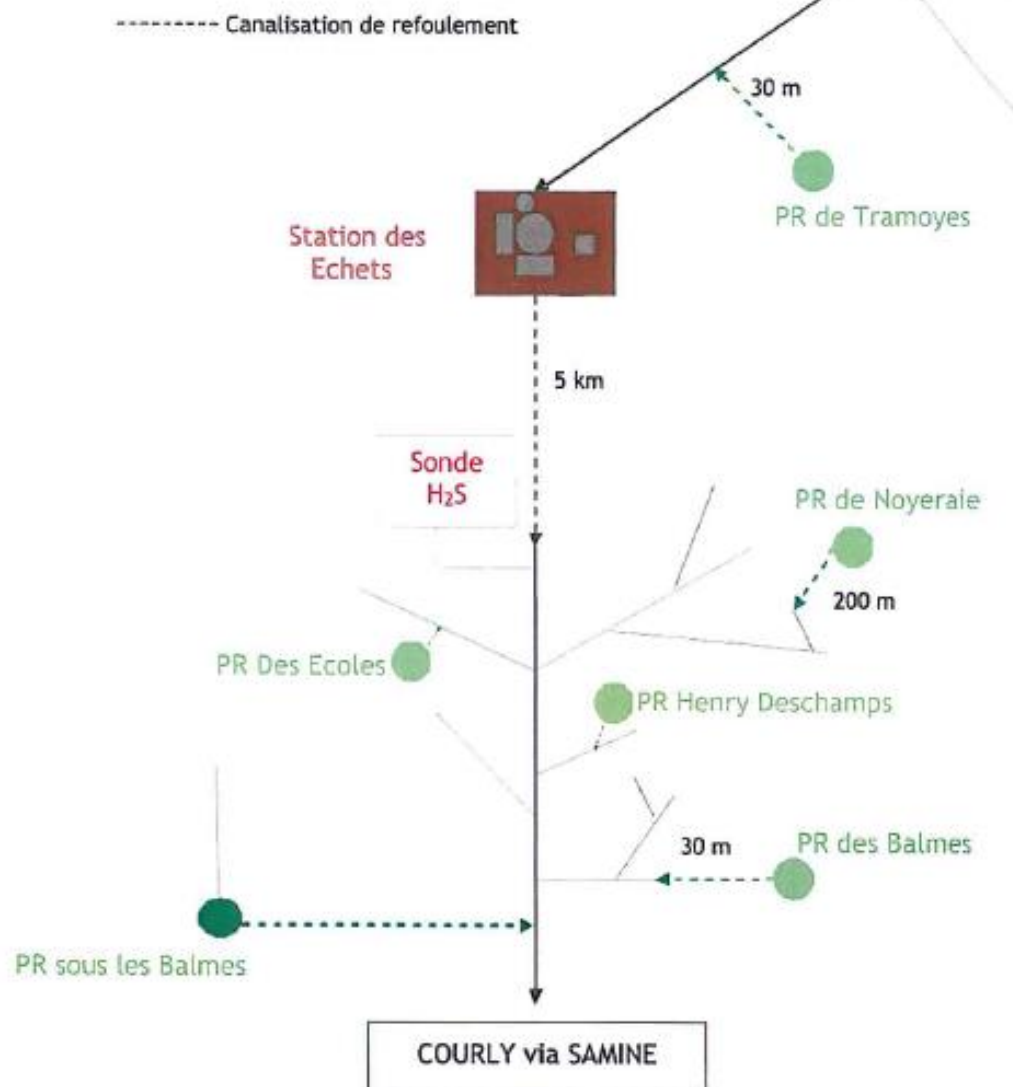 Canalisation de refoulement
30 m
PR de Tramoyes
Station des
Echets
5 km
Sonde
H₂S
PR de Noyeraie
200 m
PR Des Ecoles
PR Henry Deschamps
30 m
PR des Balmes
PR sous les Balmes
COURLY via SAMINE